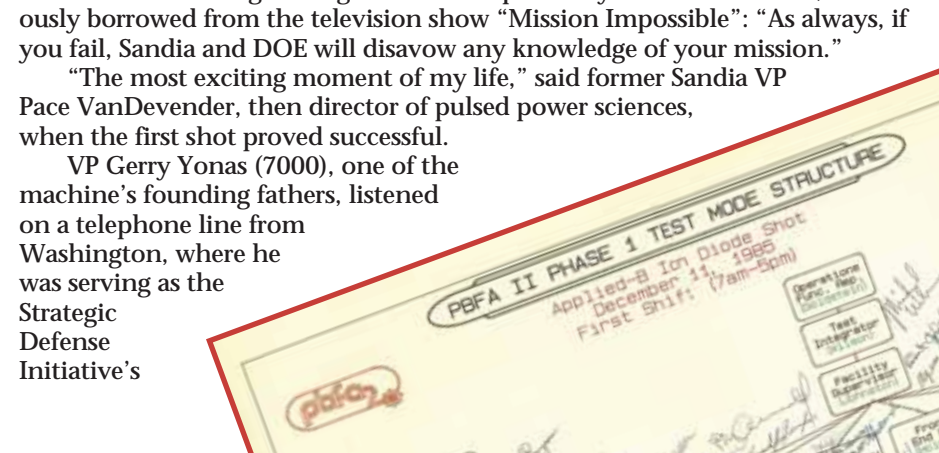 ously borrowed from the television show “Mission Impossible”: “As always, if
you fail, Sandia and DOE will disavow any knowledge of your mission.”
“The most exciting moment of my life,” said former Sandia VP
Pace VanDevender, then director of pulsed power sciences,
when the first shot proved successful.
VP Gerry Yonas (7000), one of the
machine’s founding fathers, listened
on a telephone line from
Washington, where he
was serving as the
Strategic
Defense
Initiative’s
PBFA II PHASE 1 TEST MODE STRUCTURE
Applied-B Ion Diode Shot
December 11, 1985
First Shift (7am-5pm)
Operations
Func. Rep.
Test
Integrator
Facility
Supervisor
pbfa